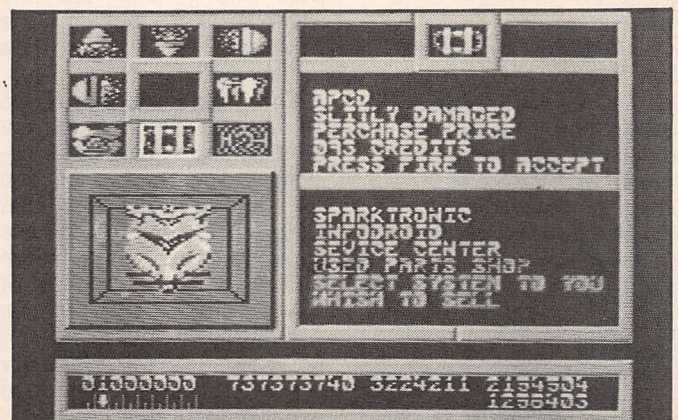 APCD
SLITLY DAMAGED
PERCHASE PRICE
093 CREDITS
PRESS FIRE TO ACCEPT
SPARKTRONIC
INFODROID
SEVICE CENTER
USED PARTS SHOP
SELECT SYSTEM TO YOU
WHISH TO SELL
01000000 737373740 3224211 2154504
1255403